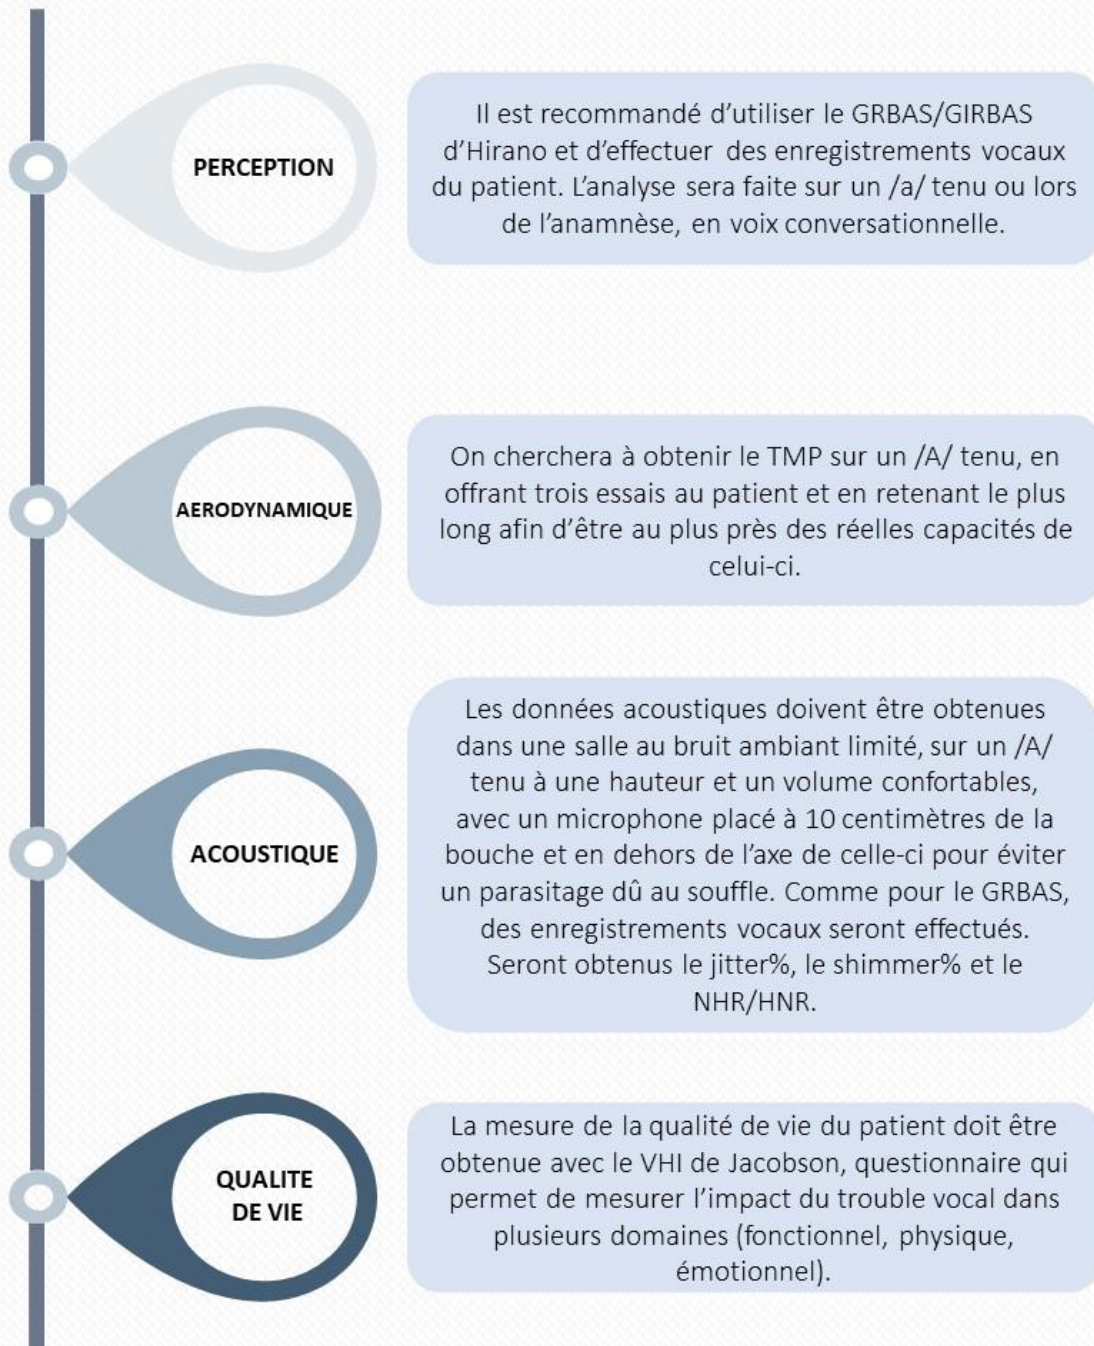 PERCEPTION
Il est recommandé d’utiliser le GRBAS/GIRBAS
d’Hirano et d’effectuer des enregistrements vocaux
du patient. L’analyse sera faite sur un /a/ tenu ou lors
de l’anamnèse, en voix conversationnelle.
AERODYNAMIQUE
On cherchera à obtenir le TMP sur un /A/ tenu, en
offrant trois essais au patient et en retenant le plus
long afin d’être au plus près des réelles capacités de
celui-ci.
ACOUSTIQUE
Les données acoustiques doivent être obtenues
dans une salle au bruit ambiant limité, sur un /A/
tenu à une hauteur et un volume confortables,
avec un microphone placé à 10 centimètres de la
bouche et en dehors de l’axe de celle-ci pour éviter
un parasitage dû au souffle. Comme pour le GRBAS,
des enregistrements vocaux seront effectués.
Seront obtenus le jitter%, le shimmer% et le
NHR/HNR.
QUALITE
DE VIE
La mesure de la qualité de vie du patient doit être
obtenue avec le VHI de Jacobson, questionnaire qui
permet de mesurer l’impact du trouble vocal dans
plusieurs domaines (fonctionnel, physique,
émotionnel).